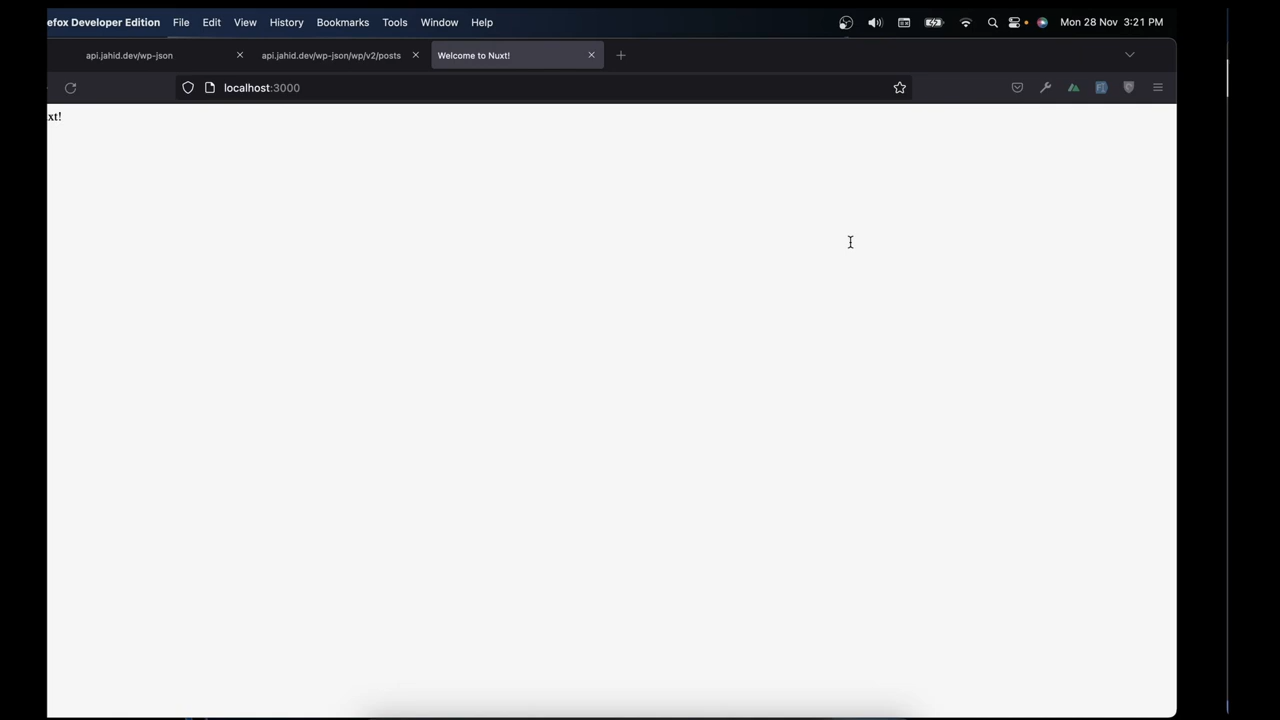 efox Developer Edition File Edit View History Bookmarks Tools Window Help Mon 28 Nov 3:21 PM
api.jahid.dev/wp-json api.jahid.dev/wp-json/wp/v2/posts Welcome to Nuxt!
localhost:3000
xt!